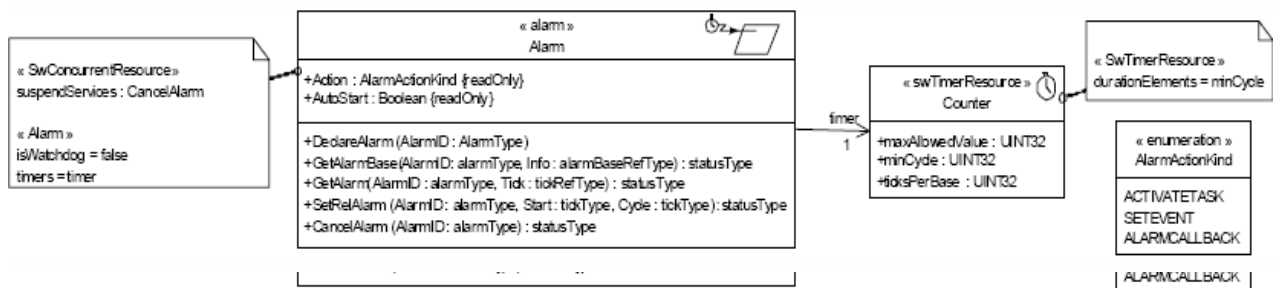 « SwConcurrentResource»
suspendServices : CancelAlarm
« Alarm »
isWatchdog = false
timers = timer
« alarm »
Alarm
+Action : AlarmActionKind {readOnly}
+AutoStart : Boolean {readOnly}
+DeclareAlarm (AlarmID : AlarmType)
+GetAlarmBase(AlarmID : alarmType, Info : alarmBaseRefType) : statusType
+GetAlarm(AlarmID : alarmType, Tick : tickRefType) : statusType
+SetRelAlarm (AlarmID : alarmType, Start : tickType, Cycle : tickType) : statusType
+CancelAlarm (AlarmID : alarmType) : statusType
timer
1
« swTimerResource »
Counter
+maxAllowedValue : UINT32
+minCycle : UINT32
+ticksPerBase : UINT32
« SwTimerResource »
durationElements = minCycle
« enumeration »
AlarmActionKind
ACTIVATETASK
SETEVENT
ALARMCALLBACK
ALARMCALLBACK